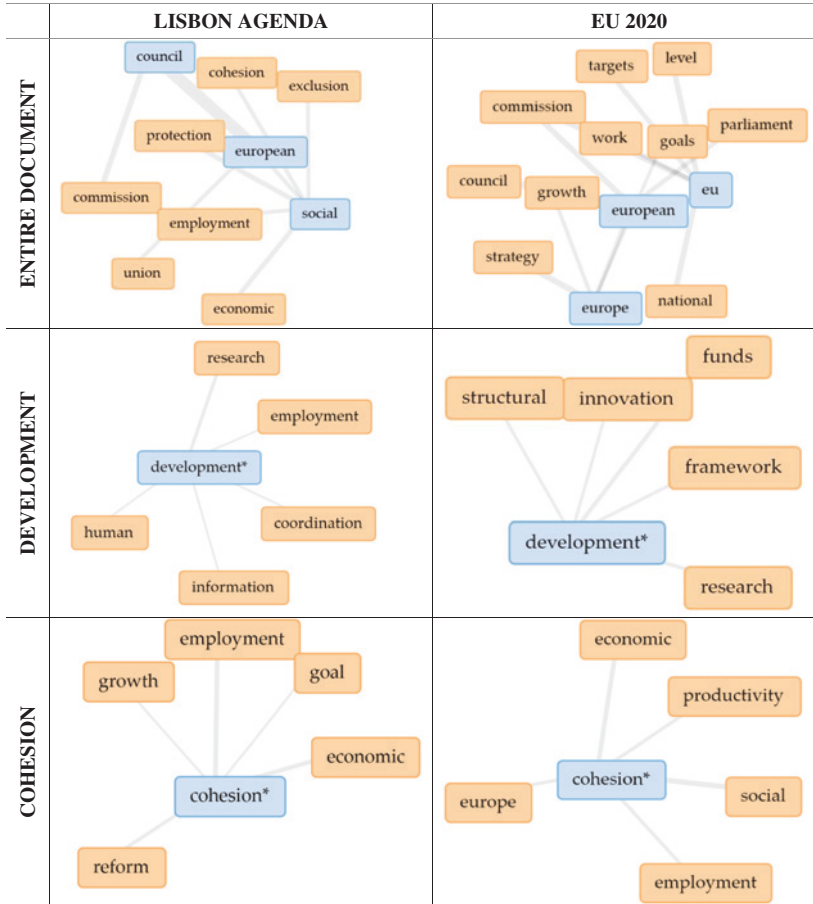 LISBON AGENDA
EU 2020
ENTIRE DOCUMENT
council
cohesion
exclusion
protection
european
commission
employment
social
union
economic
targets
level
commission
work
goals
parliament
council
growth
european
eu
strategy
europe
national
DEVELOPMENT
research
employment
development*
human
coordination
information
funds
structural
innovation
framework
development*
research
COHESION
employment
growth
goal
economic
cohesion*
reform
economic
productivity
cohesion*
europe
social
employment